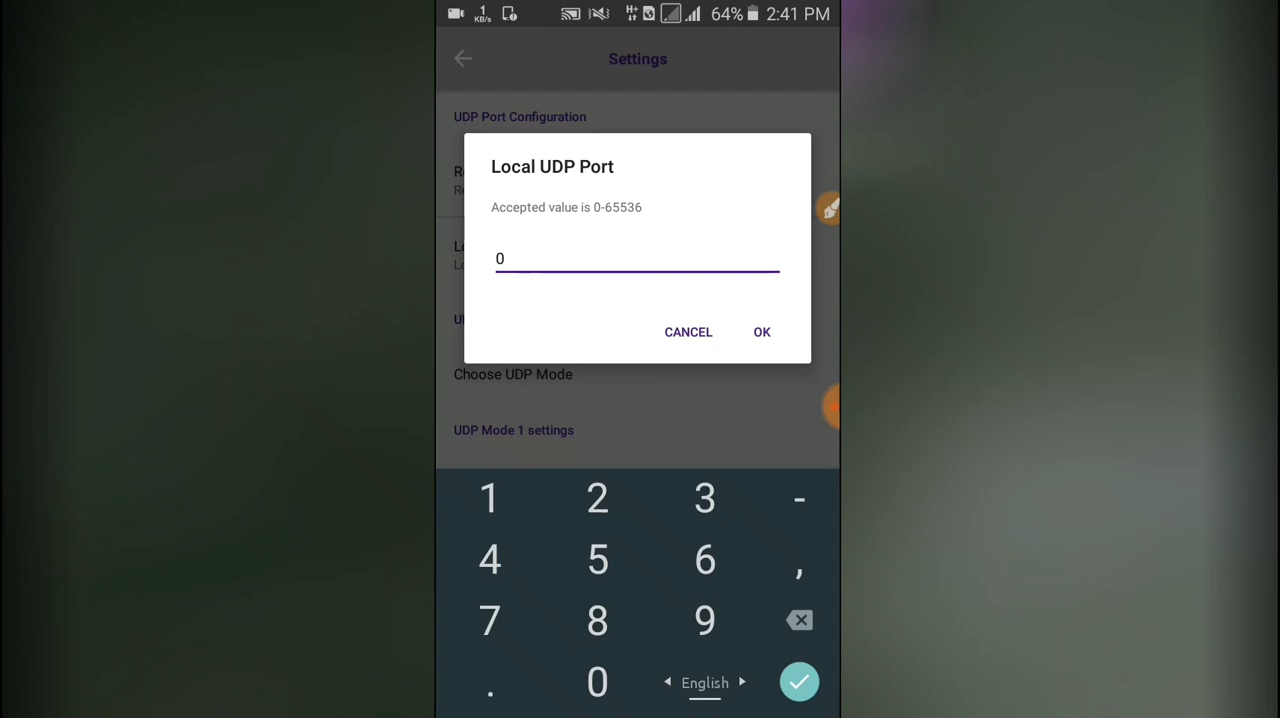 1 KB/s H+ 64% 2:41 PM
Settings
UDP Port Configuration
Local UDP Port
Accepted value is 0-65536
0
CANCEL OK
Choose UDP Mode
UDP Mode 1 settings
1 2 3 -
4 5 6 ,
7 8 9
. 0 English